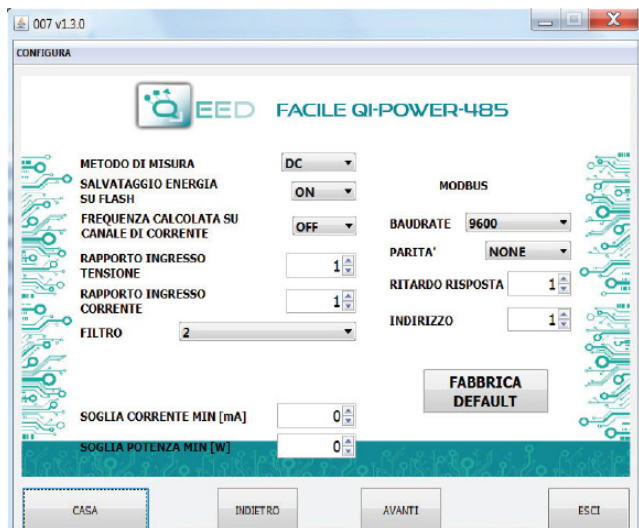 007 v1.3.0
CONFIGURA
QEED FACILE QI-POWER-485
METODO DI MISURA DC
SALVATAGGIO ENERGIA
SU FLASH ON
FREQUENZA CALCOLATA SU
CANALE DI CORRENTE OFF
RAPPORTO INGRESSO
TENSIONE 1
RAPPORTO INGRESSO
CORRENTE 1
FILTRO 2
SOGLIA CORRENTE MIN [mA] 0
SOGLIA POTENZA MIN [W] 0
MODBUS
BAUDRATE 9600
PARITA' NONE
RITARDO RISPOSTA 1
INDIRIZZO 1
FABBRICA
DEFAULT
CASA INDIETRO AVANTI ESCI